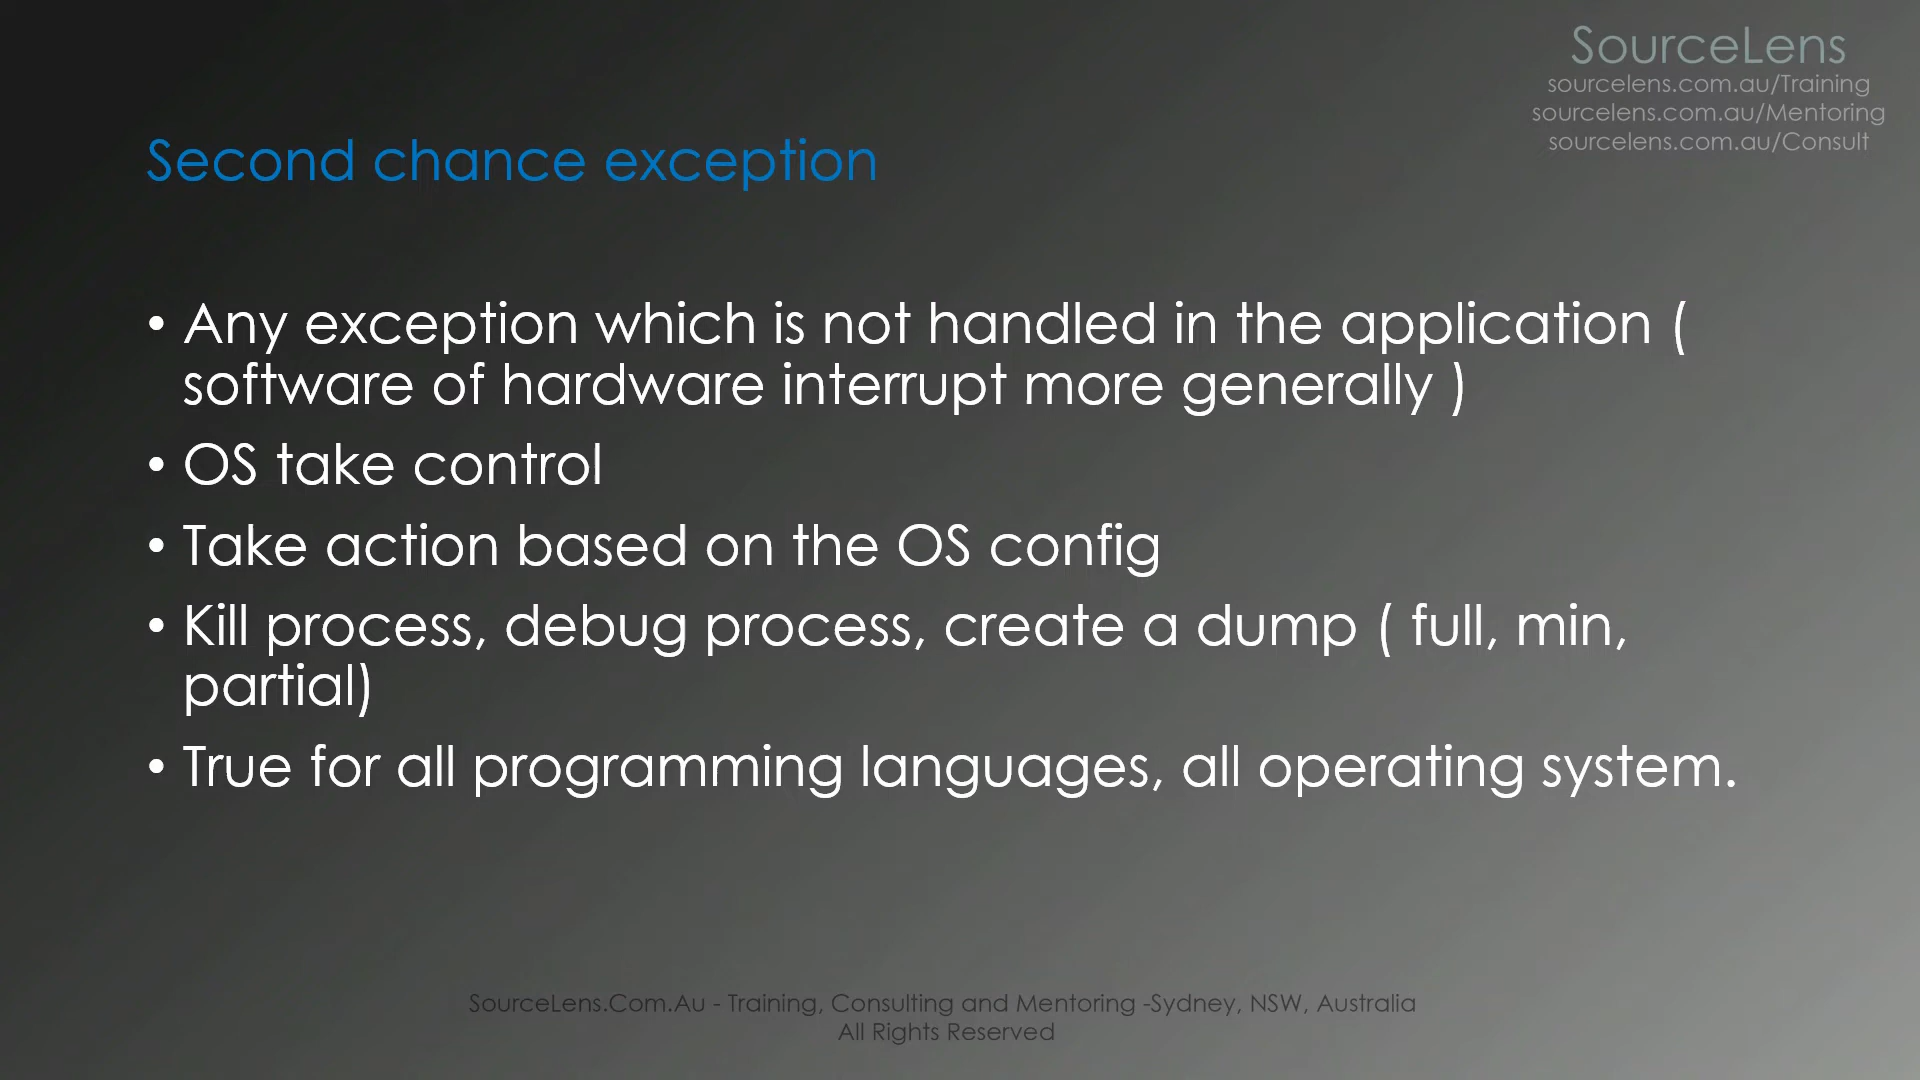 SourceLens
sourcelens.com.au/Training
sourcelens.com.au/Mentoring
sourcelens.com.au/Consult
Second chance exception
• Any exception which is not handled in the application (
software of hardware interrupt more generally )
• OS take control
• Take action based on the OS config
• Kill process, debug process, create a dump ( full, min,
partial)
• True for all programming languages, all operating system.
SourceLens.Com.Au - Training, Consulting and Mentoring -Sydney, NSW, Australia
All Rights Reserved